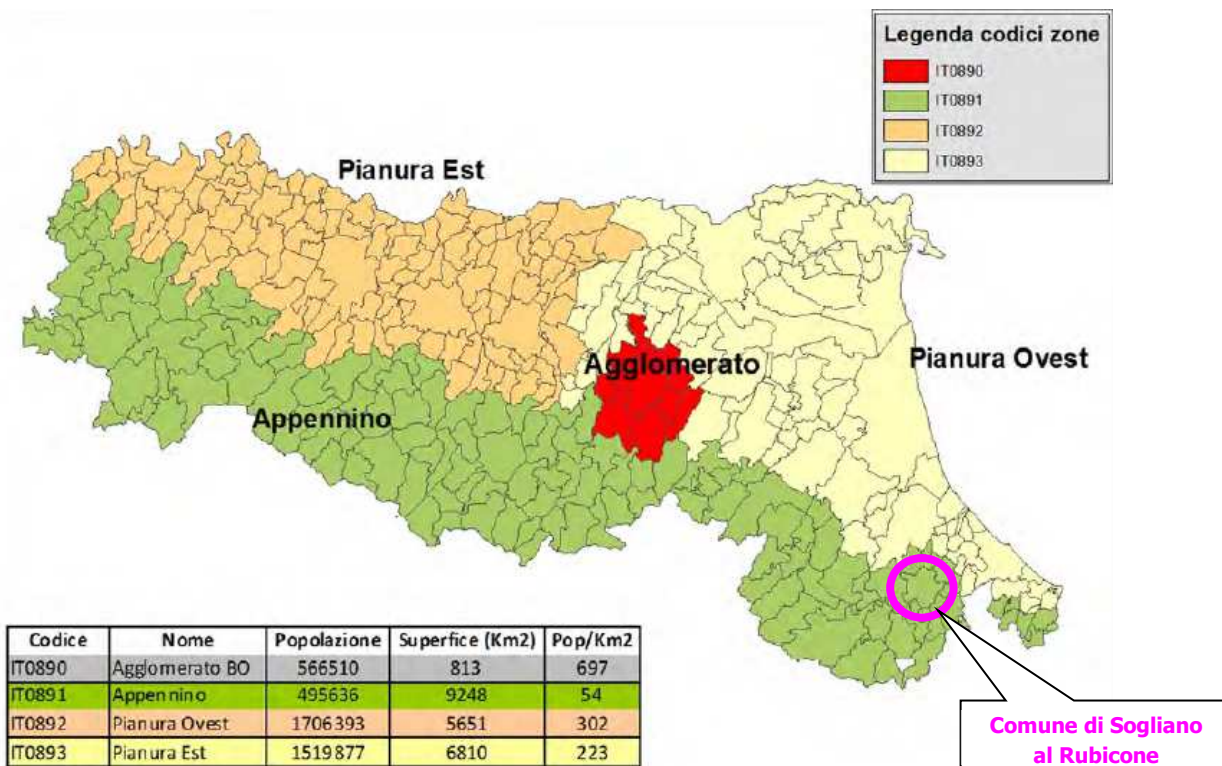 Legenda codici zone
IT0890
IT0891
IT0892
IT0893
Pianura Est
Agglomerato
Pianura Ovest
Appennino
Codice Nome Popolazione Superfice (Km2) Pop/Km2
IT0890 Agglomerato BO 566510 813 697
IT0891 Appennino 495636 9248 54
IT0892 Pianura Ovest 1706393 5651 302
IT0893 Pianura Est 1519877 6810 223
Comune di Sogliano
al Rubicone